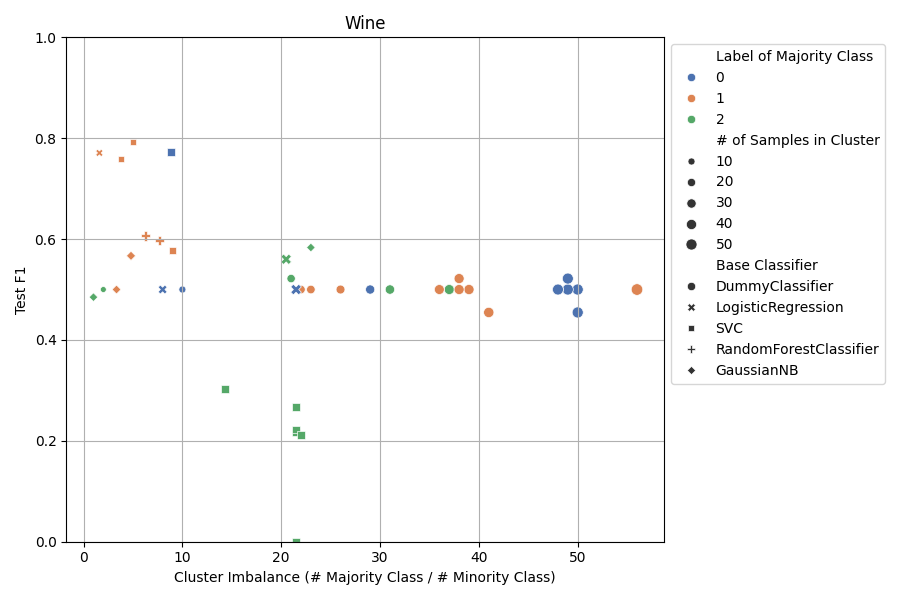 Wine
1.0
0.8
0.6
0.4
0.2
0.0
Test F1
0
10
20
30
40
50
Cluster Imbalance (# Majority Class / # Minority Class)
Label of Majority Class
0
1
2
# of Samples in Cluster
10
20
30
40
50
Base Classifier
DummyClassifier
LogisticRegression
SVC
RandomForestClassifier
GaussianNB